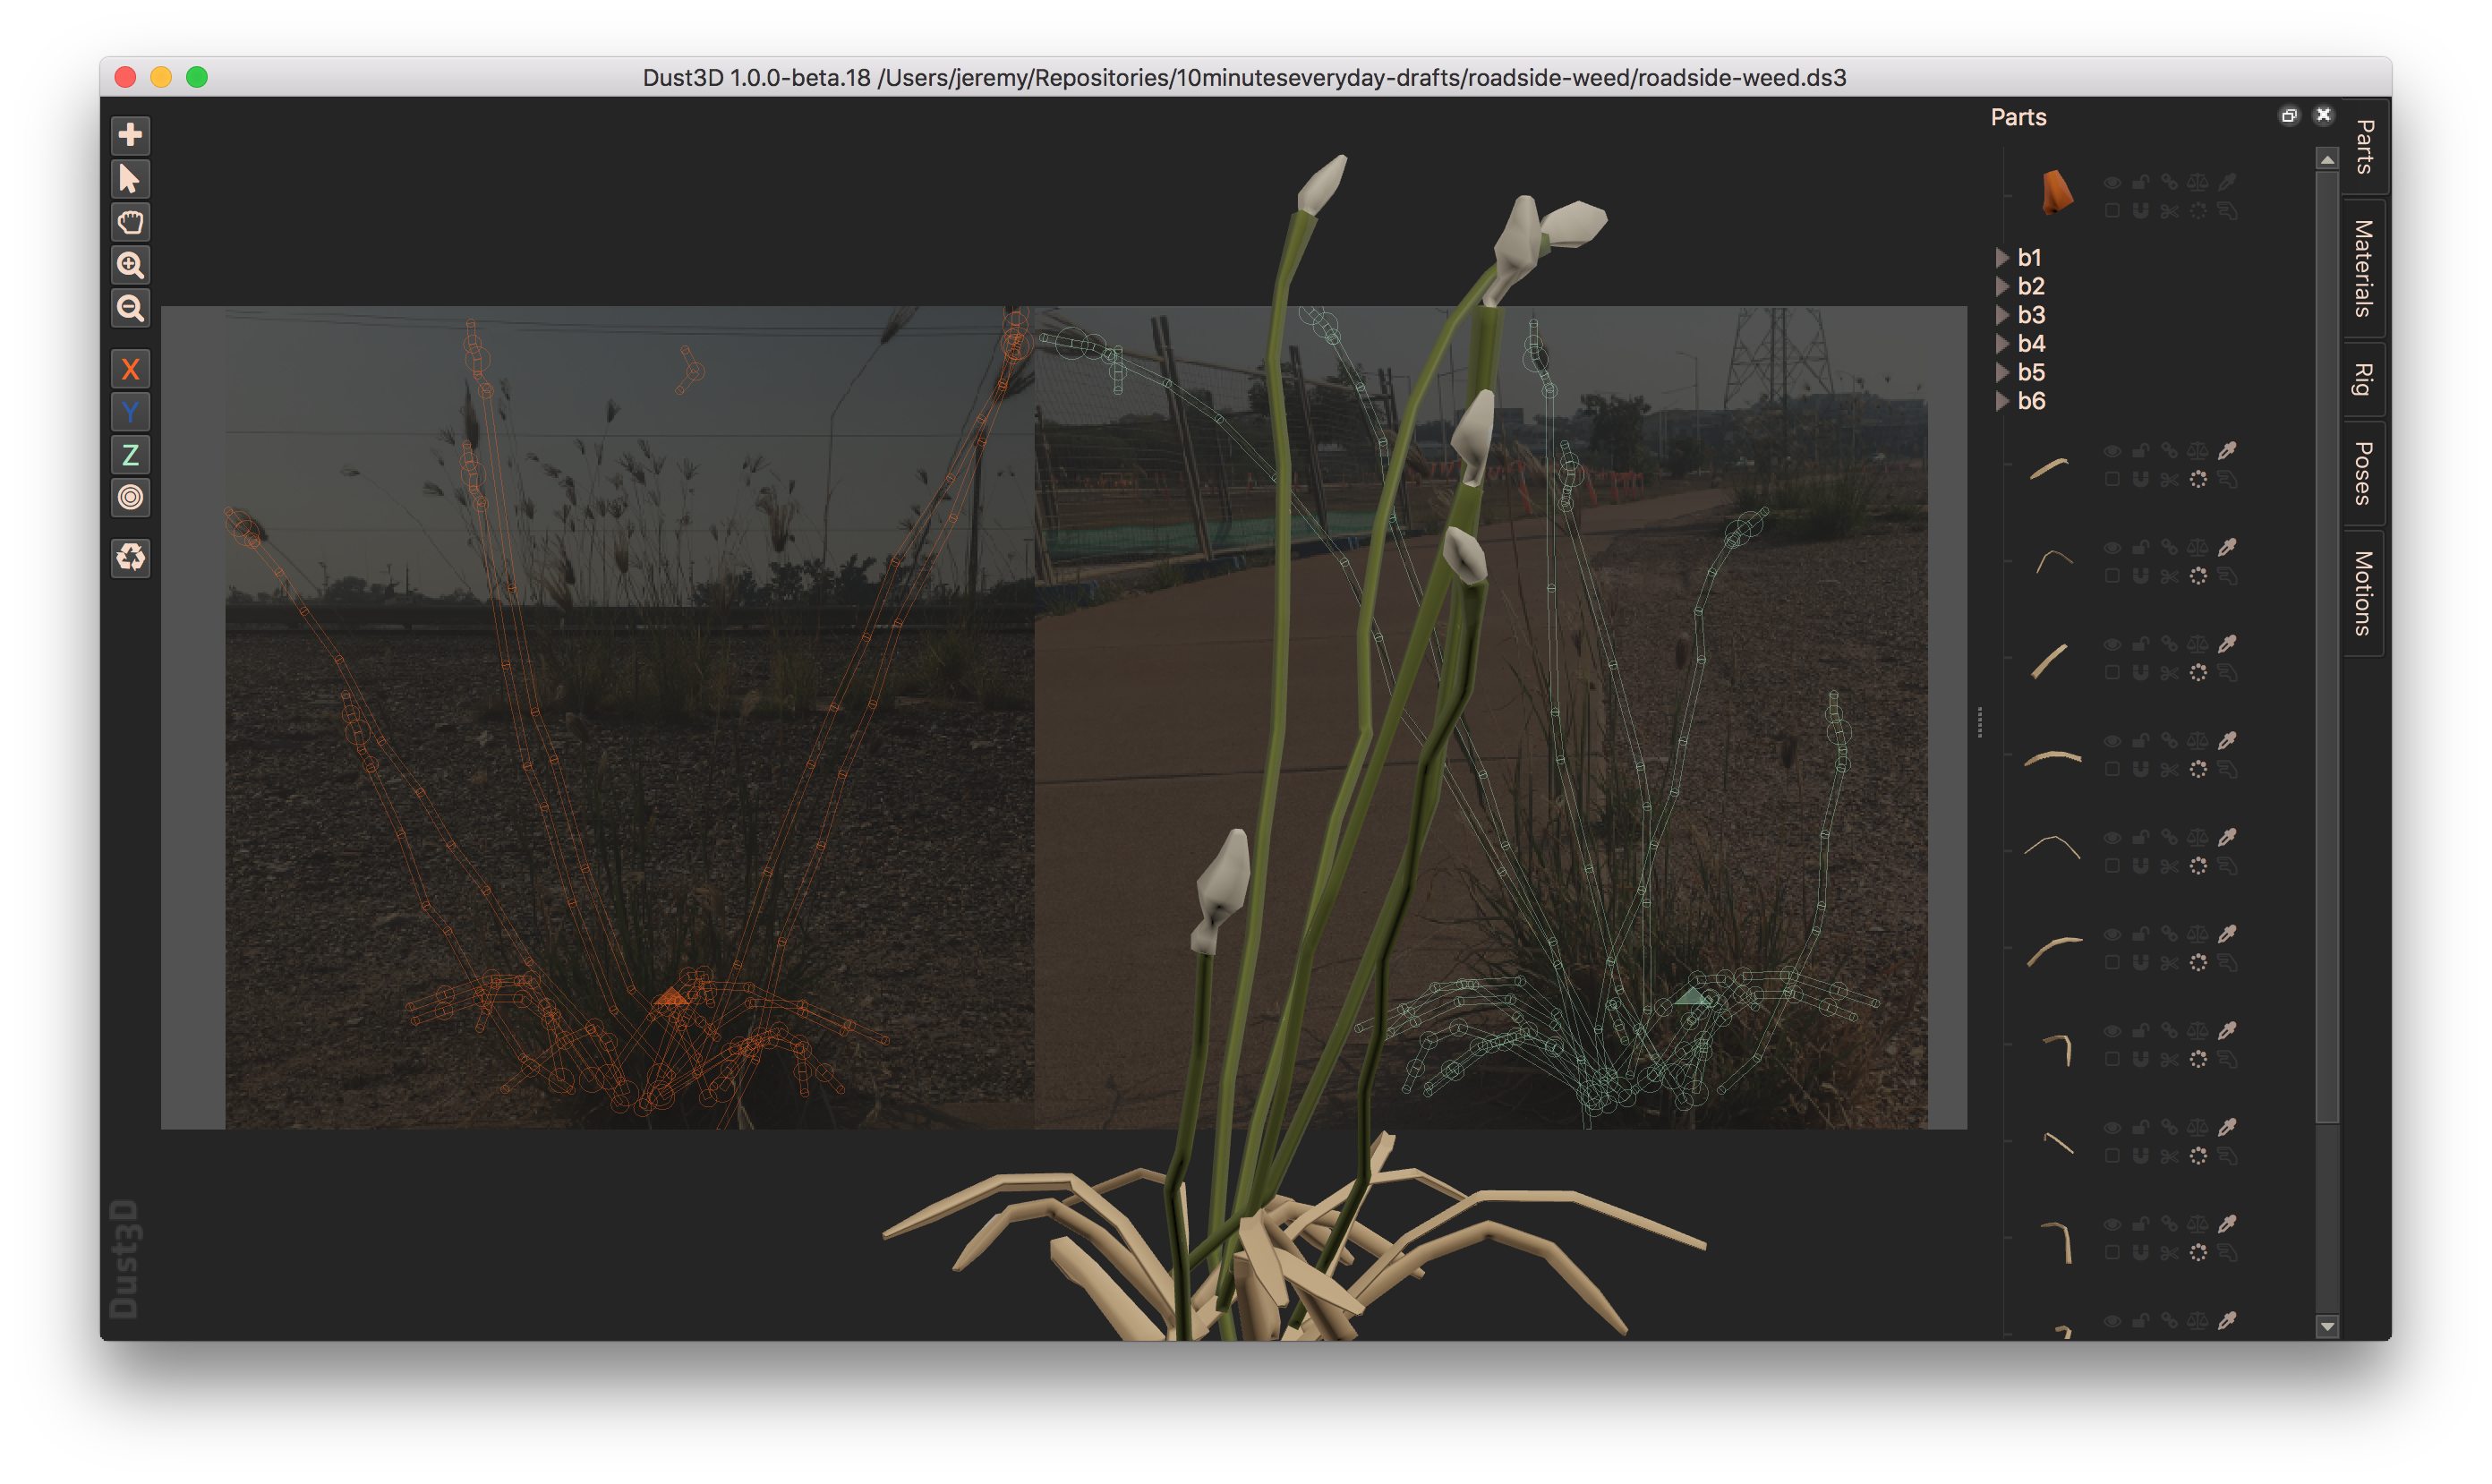 Dust3D 1.0.0-beta.18 /Users/jeremy/Repositories/10minuteseveryday-drafts/roadside-weed/roadside-weed.ds3
Parts
X
Y
Z
b1
b2
b3
b4
b5
b6
Parts
Materials
Rig
Poses
Motions
Dust3D